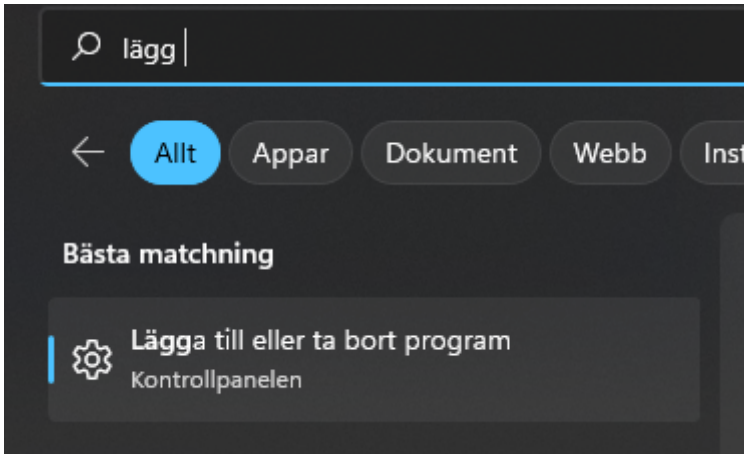 lägg
Allt Appar Dokument Webb Inst
Bästa matchning
Lägga till eller ta bort program
Kontrollpanelen